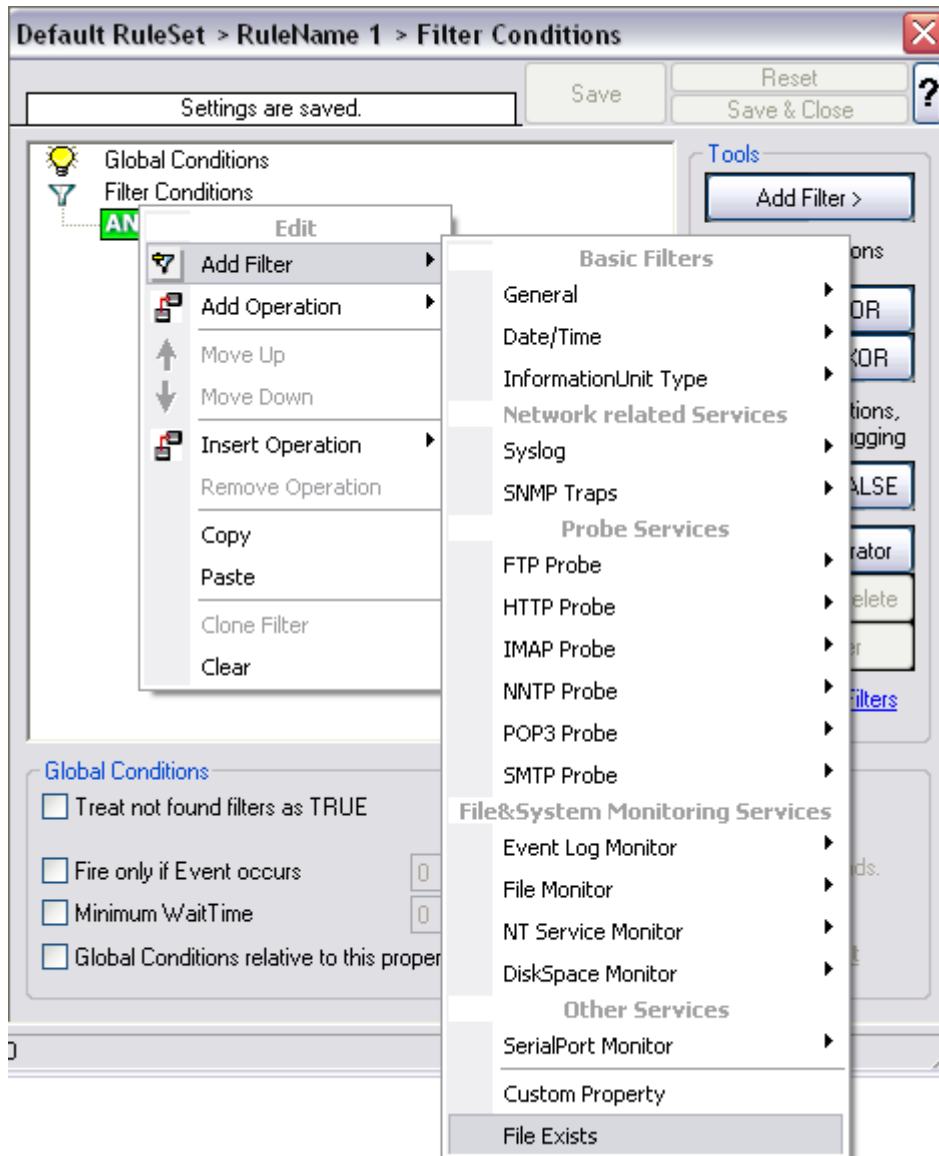 Default RuleSet > RuleName 1 > Filter Conditions
Settings are saved.
Save
Reset
Save & Close
?
Global Conditions
Filter Conditions
AN
Tools
Add Filter >
ons
OR
XOR
tions,
gging
ALSE
rator
elete
er
Filters
Edit
Add Filter
Add Operation
Move Up
Move Down
Insert Operation
Remove Operation
Copy
Paste
Clone Filter
Clear
Basic Filters
General
Date/Time
InformationUnit Type
Network related Services
Syslog
SNMP Traps
Probe Services
FTP Probe
HTTP Probe
IMAP Probe
NNTP Probe
POP3 Probe
SMTP Probe
File&System Monitoring Services
Event Log Monitor
File Monitor
NT Service Monitor
DiskSpace Monitor
Other Services
SerialPort Monitor
Custom Property
File Exists
Global Conditions
Treat not found filters as TRUE
Fire only if Event occurs 0 ds.
Minimum WaitTime 0
Global Conditions relative to this proper